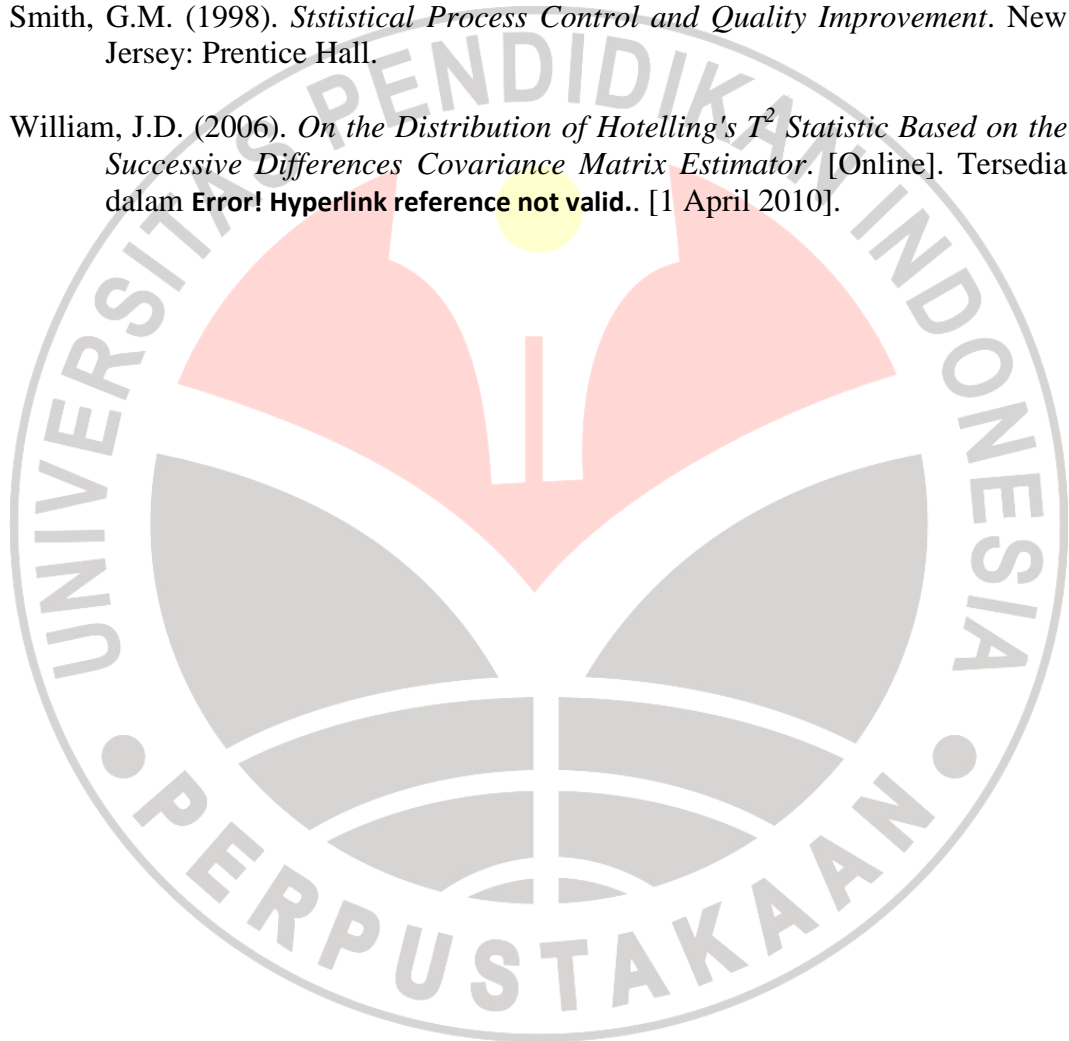 Smith, G.M. (1998). Ststistical Process Control and Quality Improvement. New
Jersey: Prentice Hall.
William, J.D. (2006). On the Distribution of Hotelling's T² Statistic Based on the
Successive Differences Covariance Matrix Estimator. [Online]. Tersedia
dalam Error! Hyperlink reference not valid.. [1 April 2010].
UNIVERSITAS PENDIDIKAN INDONESIA
PERPUSTAKAAN